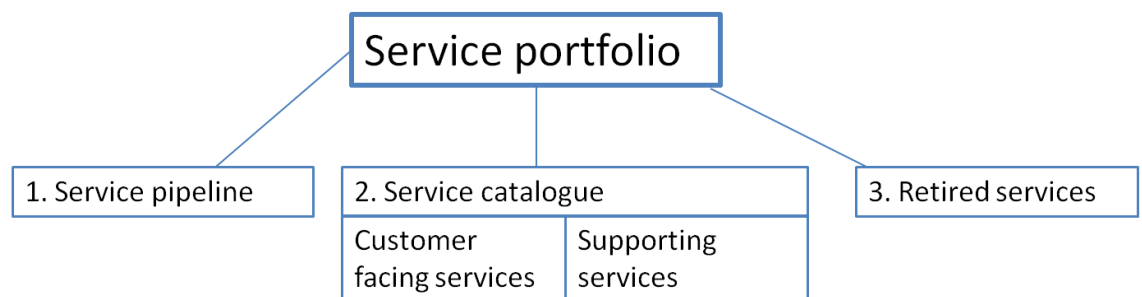 Service portfolio
1. Service pipeline
2. Service catalogue
3. Retired services
Customer
facing services
Supporting
services